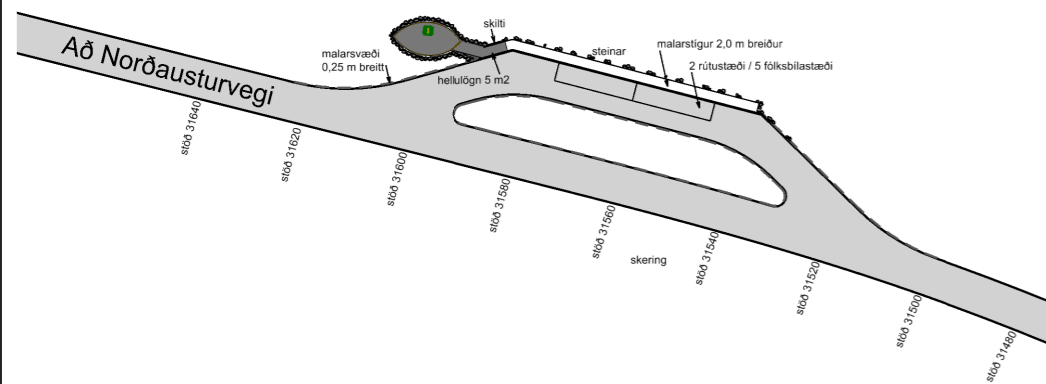 skilti
steinar
malarstígur 2,0 m breiður
malarsvæði
0,25 m breitt
2 rútustæði / 5 fólksbílastæði
hellulögn 5 m2
Að Norðausturvegi
stöð 31640
stöð 31620
stöð 31600
stöð 31580
stöð 31560
stöð 31540
skering
stöð 31520
stöð 31500
stöð 31480